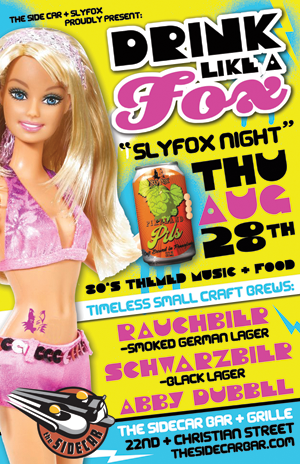 THE SIDE CAR + SLYFOX
PROUDLY PRESENT:
DRINK
LIKE A
Fox
"SLYFOX NIGHT"
THU
AUG
28TH
Pils
80'S THEMED MUSIC + FOOD
TIMELESS SMALL CRAFT BREWS:
RAUCHBIER
-SMOKED GERMAN LAGER
SCHWARZBIER
-BLACK LAGER
ABBY DUBBEL
the SIDECAR
THE SIDECAR BAR + GRILLE
22ND + CHRISTIAN STREET
THESIDECARBAR.COM